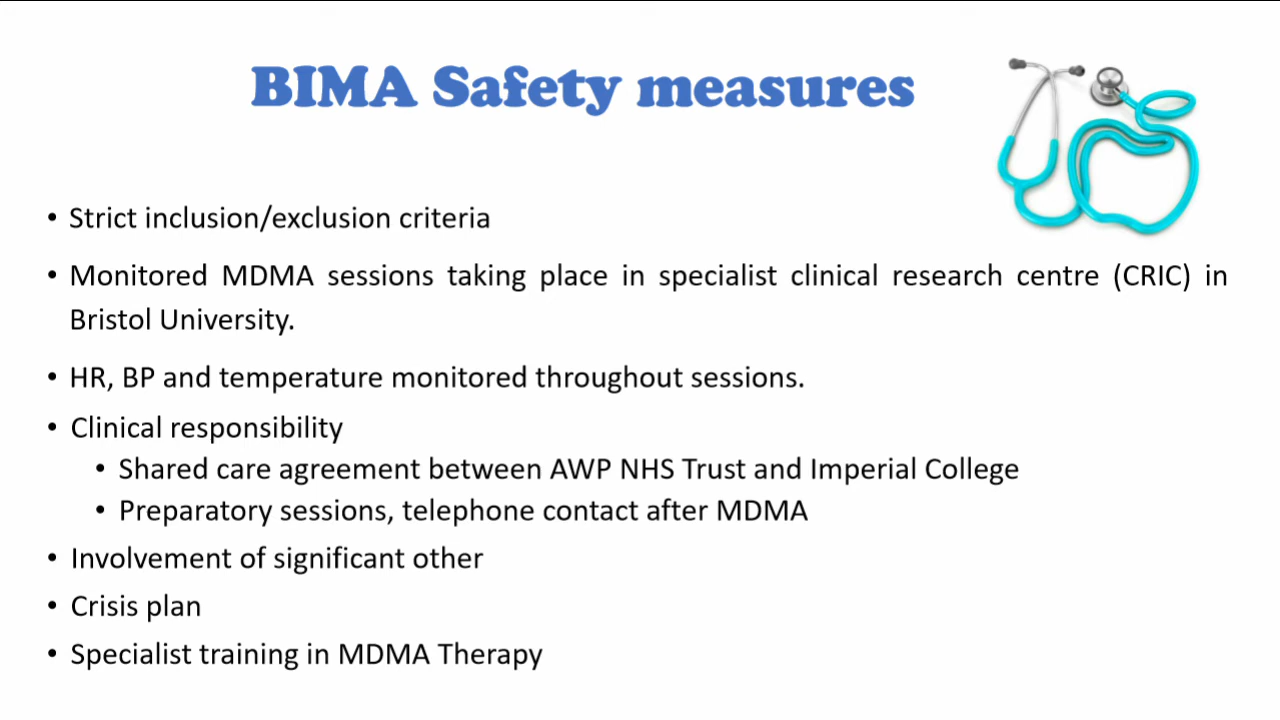 BIMA Safety measures
• Strict inclusion/exclusion criteria
• Monitored MDMA sessions taking place in specialist clinical research centre (CRIC) in
Bristol University.
• HR, BP and temperature monitored throughout sessions.
• Clinical responsibility
• Shared care agreement between AWP NHS Trust and Imperial College
• Preparatory sessions, telephone contact after MDMA
• Involvement of significant other
• Crisis plan
• Specialist training in MDMA Therapy